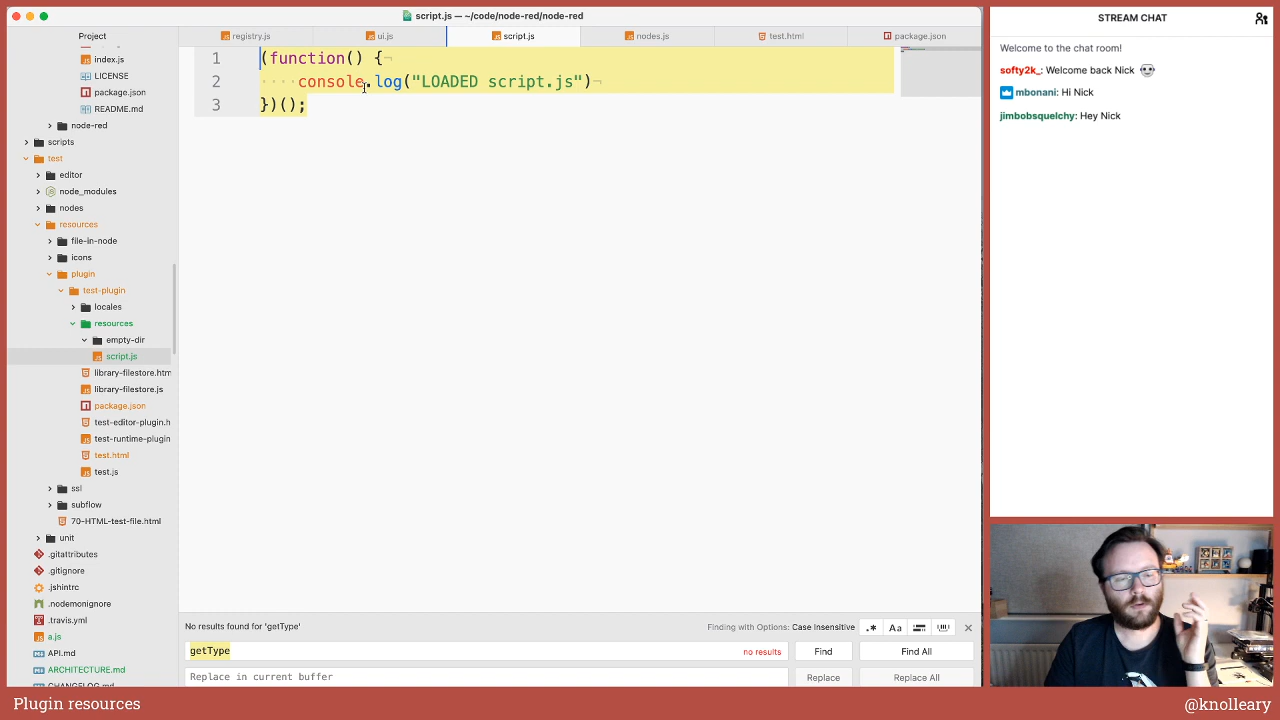 script.js — ~/code/node-red/node-red
Project
index.js
LICENSE
package.json
README.md
node-red
scripts
test
editor
node_modules
nodes
resources
file-in-node
icons
plugin
test-plugin
locales
resources
empty-dir
script.js
library-filestore.htm
library-filestore.js
package.json
test-editor-plugin.h
test-runtime-plugin
test.html
test.js
ssl
subflow
70-HTML-test-file.html
unit
.gitattributes
.gitignore
.jshintrc
.nodemonignore
.travis.yml
a.js
API.md
ARCHITECTURE.md
CHANGELOG.md
registry.js
ui.js
script.js
nodes.js
test.html
package.json
1 (function() {
2 console.log("LOADED script.js")
3 })();
No results found for 'getType'
Finding with Options: Case Insensitive
.*
Aa
getType
no results
Find
Find All
Replace in current buffer
Replace
Replace All
STREAM CHAT
Welcome to the chat room!
softy2k_: Welcome back Nick
mbonani: Hi Nick
jimbobsquelchy: Hey Nick
Plugin resources
@knolleary